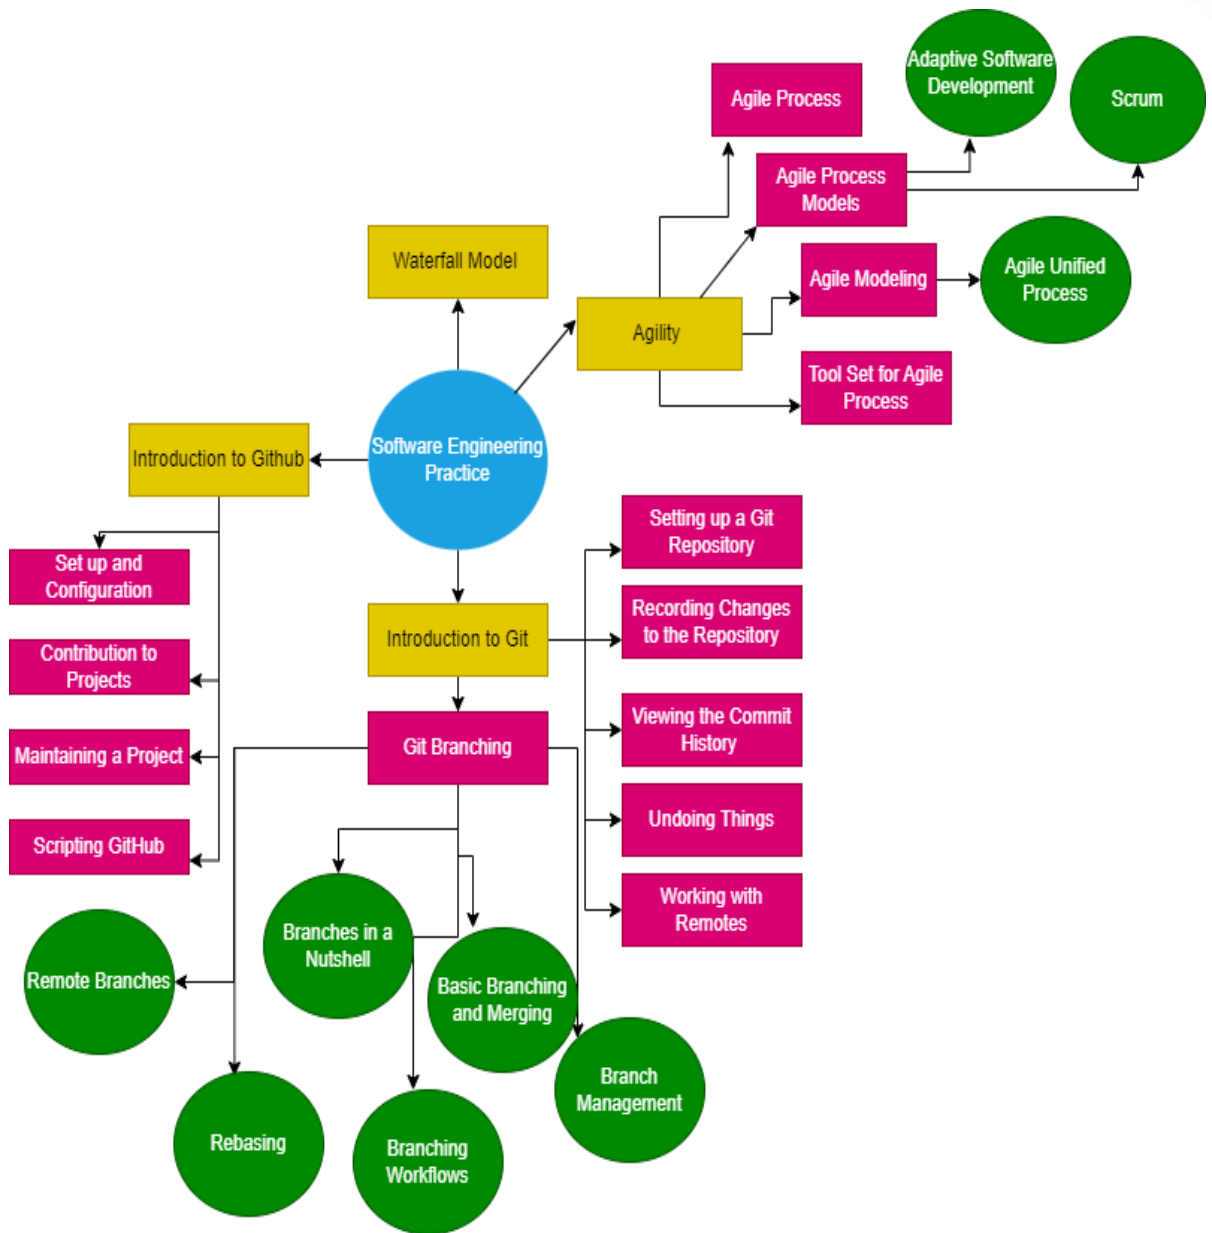 Adaptive Software
Development
Scrum
Agile Process
Agile Process
Models
Waterfall Model
Agile Modeling
Agile Unified
Process
Agility
Tool Set for Agile
Process
Software Engineering
Practice
Introduction to Github
Setting up a Git
Repository
Set up and
Configuration
Recording Changes
to the Repository
Introduction to Git
Contribution to
Projects
Viewing the Commit
History
Git Branching
Maintaining a Project
Undoing Things
Scripting GitHub
Working with
Remotes
Branches in a
Nutshell
Remote Branches
Basic Branching
and Merging
Branch
Management
Rebasing
Branching
Workflows